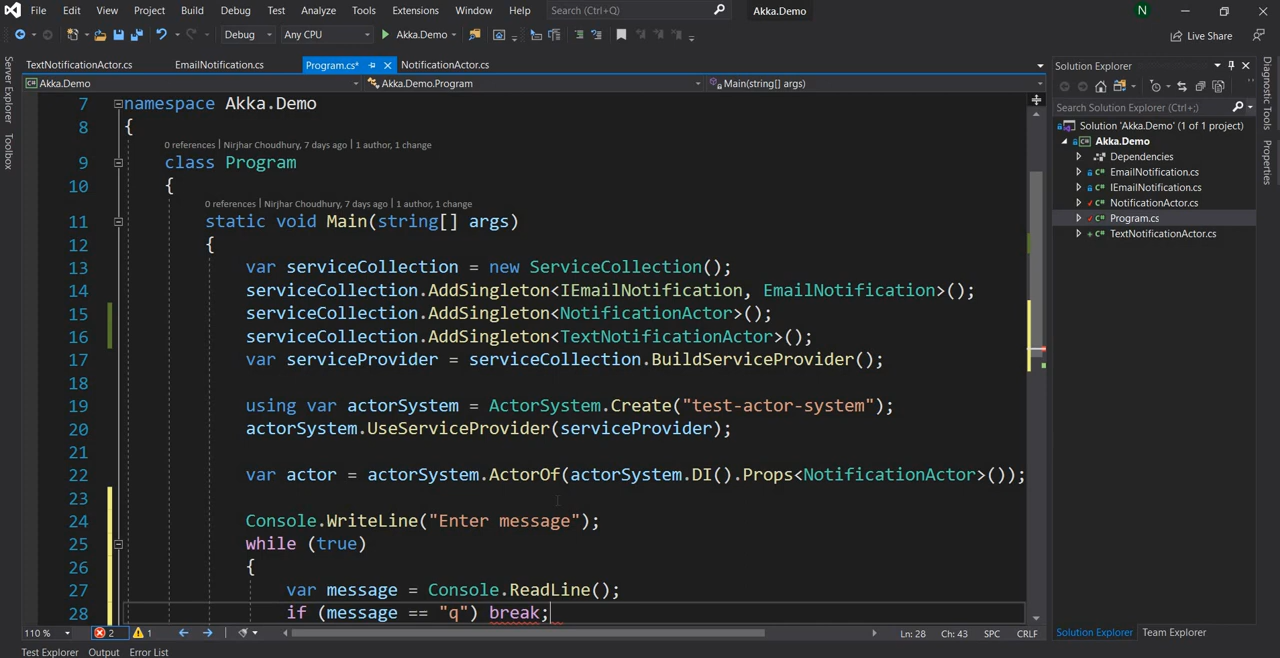 File Edit View Project Build Debug Test Analyze Tools Extensions Window Help Search (Ctrl+Q) Akka.Demo N
Debug Any CPU Akka.Demo Live Share
TextNotificationActor.cs EmailNotification.cs Program.cs* NotificationActor.cs
Akka.Demo Akka.Demo.Program Main(string[] args)
7 namespace Akka.Demo
8 {
0 references | Nirjhar Choudhury, 7 days ago | 1 author, 1 change
9 class Program
10 {
0 references | Nirjhar Choudhury, 7 days ago | 1 author, 1 change
11 static void Main(string[] args)
12 {
13 var serviceCollection = new ServiceCollection();
14 serviceCollection.AddSingleton<IEmailNotification, EmailNotification>();
15 serviceCollection.AddSingleton<NotificationActor>();
16 serviceCollection.AddSingleton<TextNotificationActor>();
17 var serviceProvider = serviceCollection.BuildServiceProvider();
18
19 using var actorSystem = ActorSystem.Create("test-actor-system");
20 actorSystem.UseServiceProvider(serviceProvider);
21
22 var actor = actorSystem.ActorOf(actorSystem.DI().Props<NotificationActor>());
23
24 Console.WriteLine("Enter message");
25 while (true)
26 {
27 var message = Console.ReadLine();
28 if (message == "q") break;
110 % 2 1 Ln: 28 Ch: 43 SPC CRLF
Test Explorer Output Error List
Server Explorer
Toolbox
Solution Explorer
Search Solution Explorer (Ctrl+;)
Solution 'Akka.Demo' (1 of 1 project)
Akka.Demo
Dependencies
C# EmailNotification.cs
C# IEmailNotification.cs
C# NotificationActor.cs
C# Program.cs
C# TextNotificationActor.cs
Solution Explorer Team Explorer
Diagnostic Tools
Properties